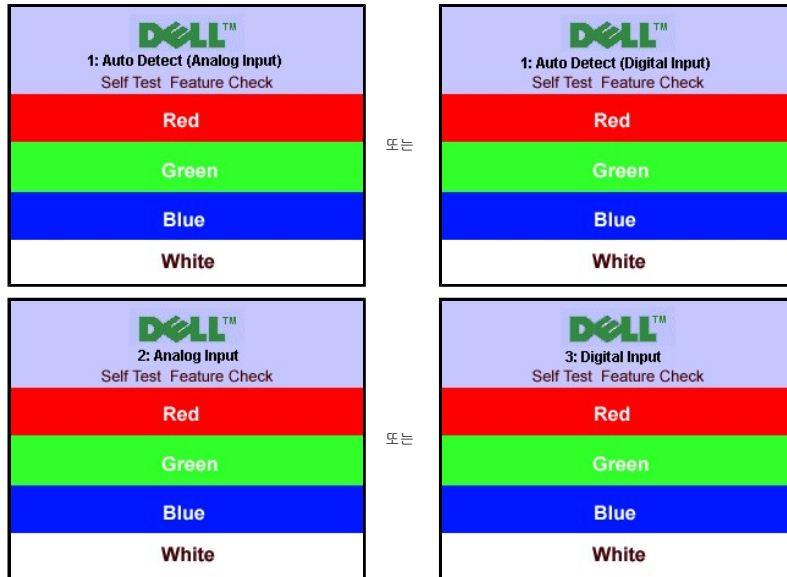 DELL™
1: Auto Detect (Analog Input)
Self Test Feature Check
Red
Green
Blue
White
또는
DELL™
1: Auto Detect (Digital Input)
Self Test Feature Check
Red
Green
Blue
White
DELL™
2: Analog Input
Self Test Feature Check
Red
Green
Blue
White
또는
DELL™
3: Digital Input
Self Test Feature Check
Red
Green
Blue
White